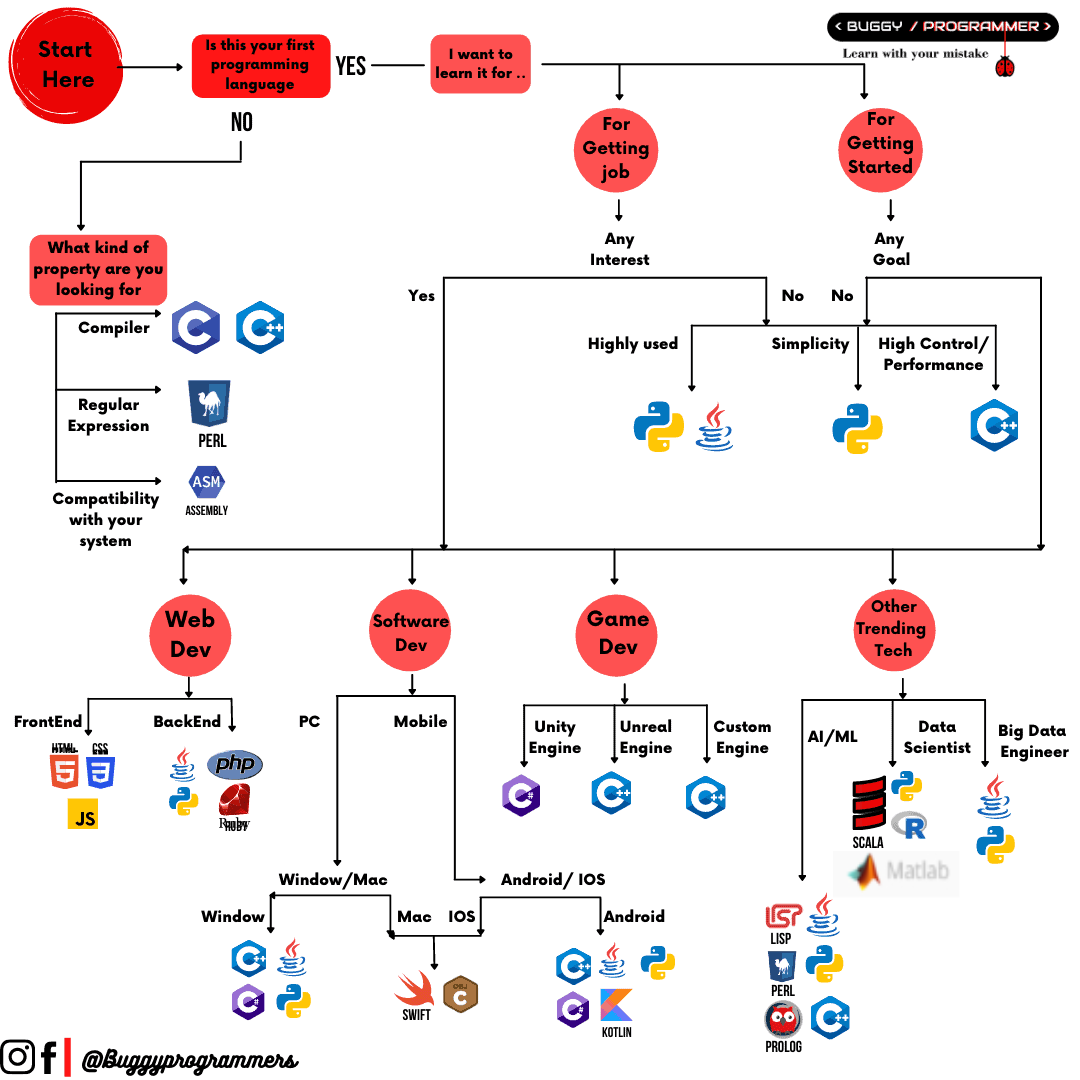 Start
Here
Is this your first
programming
language
YES
I want to
learn it for ..
< BUGGY / PROGRAMMER >
Learn with your mistake
NO
For
Getting
job
For
Getting
Started
Any
Interest
Any
Goal
What kind of
property are you
looking for
Compiler
C
C++
Regular
Expression
PERL
ASM
ASSEMBLY
Compatibility
with your
system
Yes
No
No
Highly used
Simplicity
High Control/
Performance
C++
Web
Dev
Software
Dev
Game
Dev
Other
Trending
Tech
FrontEnd
BackEnd
HTML
5
CSS
3
JS
php
Ruby
RUBY
PC
Mobile
Unity
Engine
Unreal
Engine
Custom
Engine
C#
C++
C++
AI/ML
Data
Scientist
Big Data
Engineer
SCALA
R
Matlab
Window/Mac
Android/ IOS
Window
Mac
IOS
Android
C++
C#
SWIFT
OBJ
C
C++
C#
KOTLIN
LISP
LISP
PERL
PROLOG
C++
@Buggyprogrammers